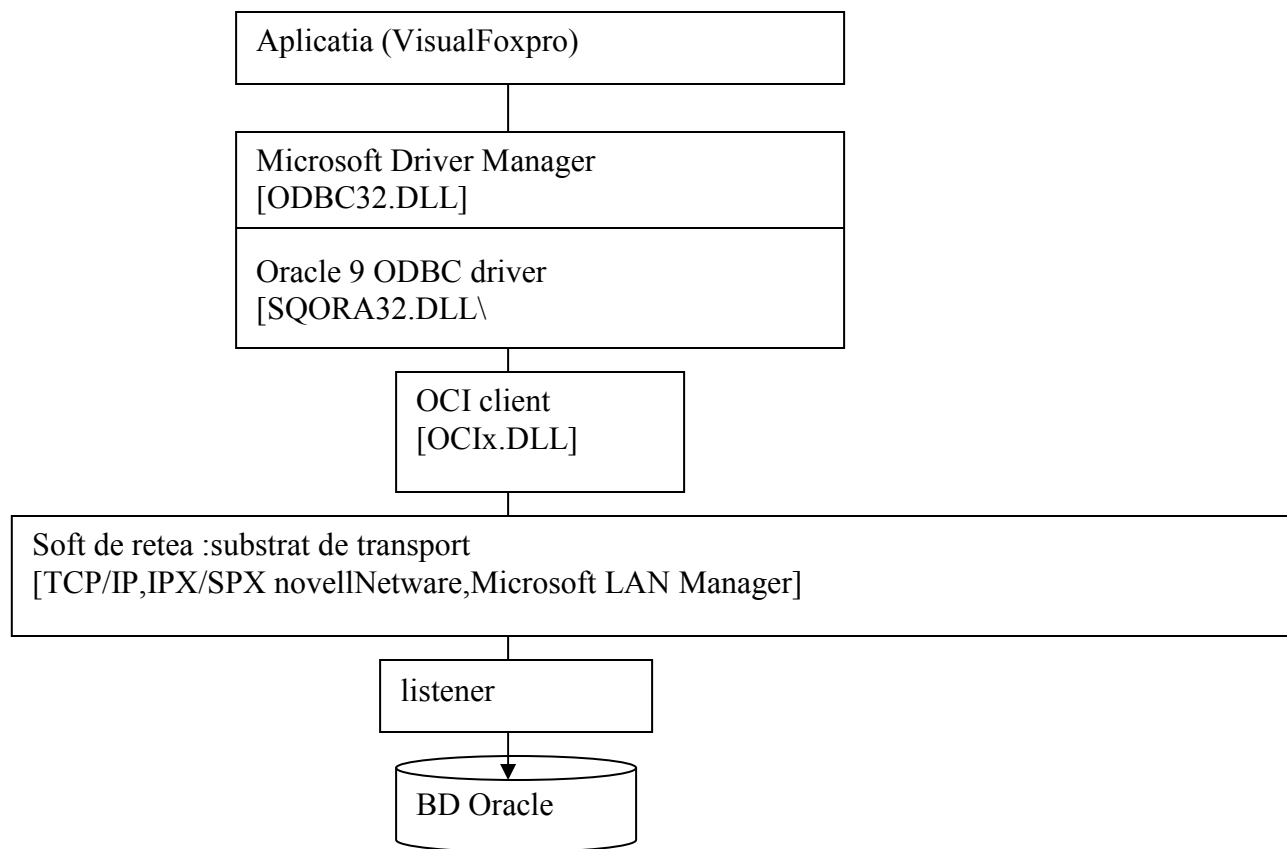 Aplicatia (VisualFoxpro)
Microsoft Driver Manager
[ODBC32.DLL]
Oracle 9 ODBC driver
[SQORA32.DLL\
OCI client
[OCIx.DLL]
Soft de retea :substrat de transport
[TCP/IP,IPX/SPX novellNetware,Microsoft LAN Manager]
listener
BD Oracle